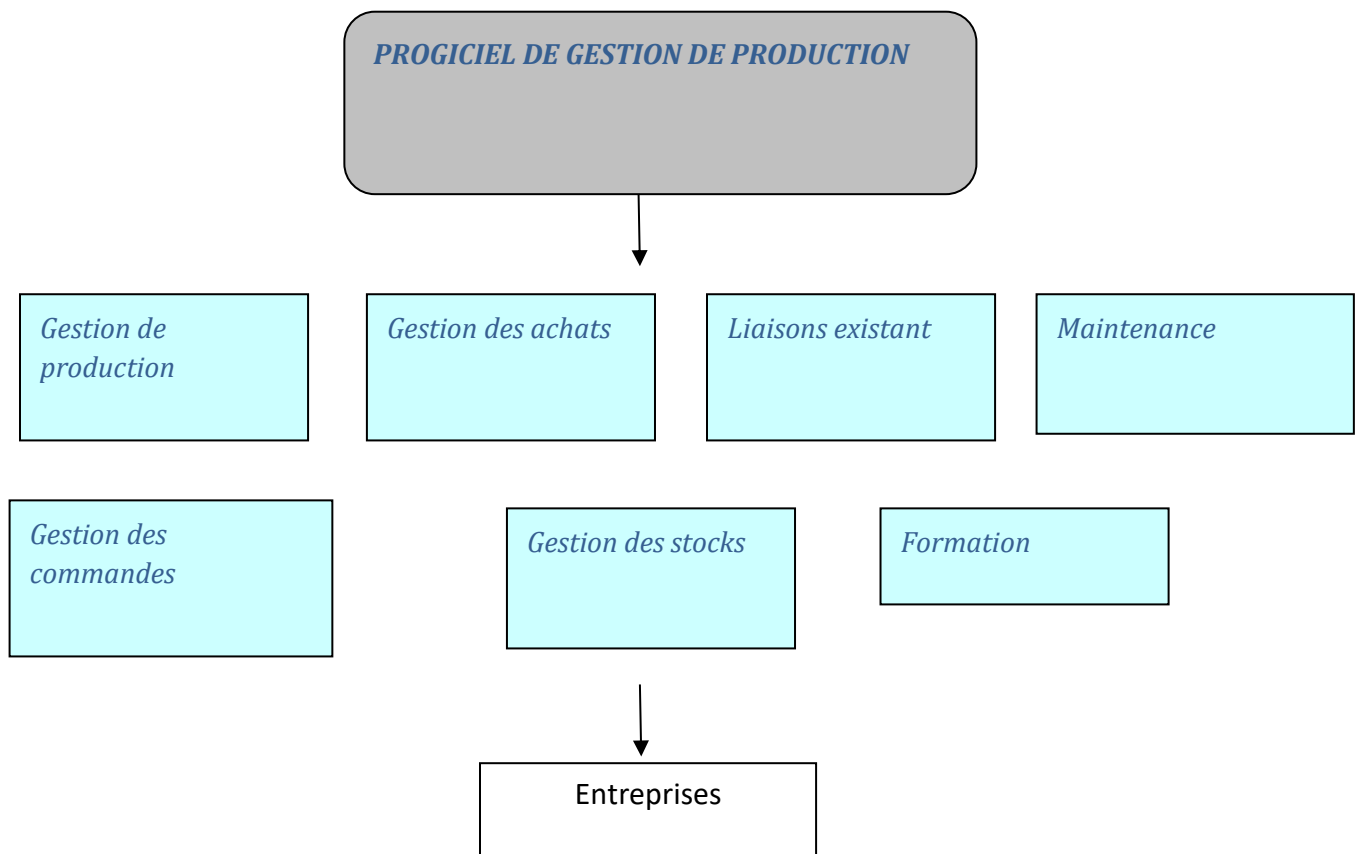 PROGICIEL DE GESTION DE PRODUCTION
Gestion de
production
Gestion des achats
Liaisons existant
Maintenance
Gestion des
commandes
Gestion des stocks
Formation
Entreprises